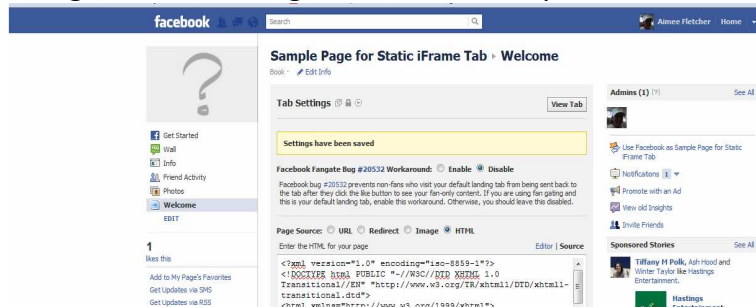 facebook
Search
Aimee Fletcher
Home
Sample Page for Static iFrame Tab
Welcome
Book ·
Edit Info
Tab Settings
View Tab
Settings have been saved
Facebook Fangate Bug #20532 Workaround: Enable Disable
Facebook bug #20532 prevents non-fans who visit your default landing tab from being sent back to
the tab after they click the like button to see your fan-only content. If you are using fan gating and
this is your default landing tab, enable this workaround. Otherwise, you should leave this disabled.
Page Source: URL Redirect Image HTML
Enter the HTML for your page
Editor | Source
<?xml version="1.0" encoding="iso-8859-1"?>
<!DOCTYPE html PUBLIC "-//W3C//DTD XHTML 1.0
Transitional//EN" "http://www.w3.org/TR/xhtml1/DTD/xhtml1-
transitional.dtd">
<html xmlns="http://www.w3.org/1999/xhtml">
Get Started
Wall
Info
Friend Activity
Photos
Welcome
EDIT
1
likes this
Add to My Page's Favorites
Get Updates via SMS
Get Updates via RSS
Admins (1) [?]
See All
Use Facebook as Sample Page for Static
iFrame Tab
Notifications 1
Promote with an Ad
View old Insights
Invite Friends
Sponsored Stories
See All
Tiffany M Polk, Ash Hood and
Winter Taylor like Hastings
Entertainment.
Hastings